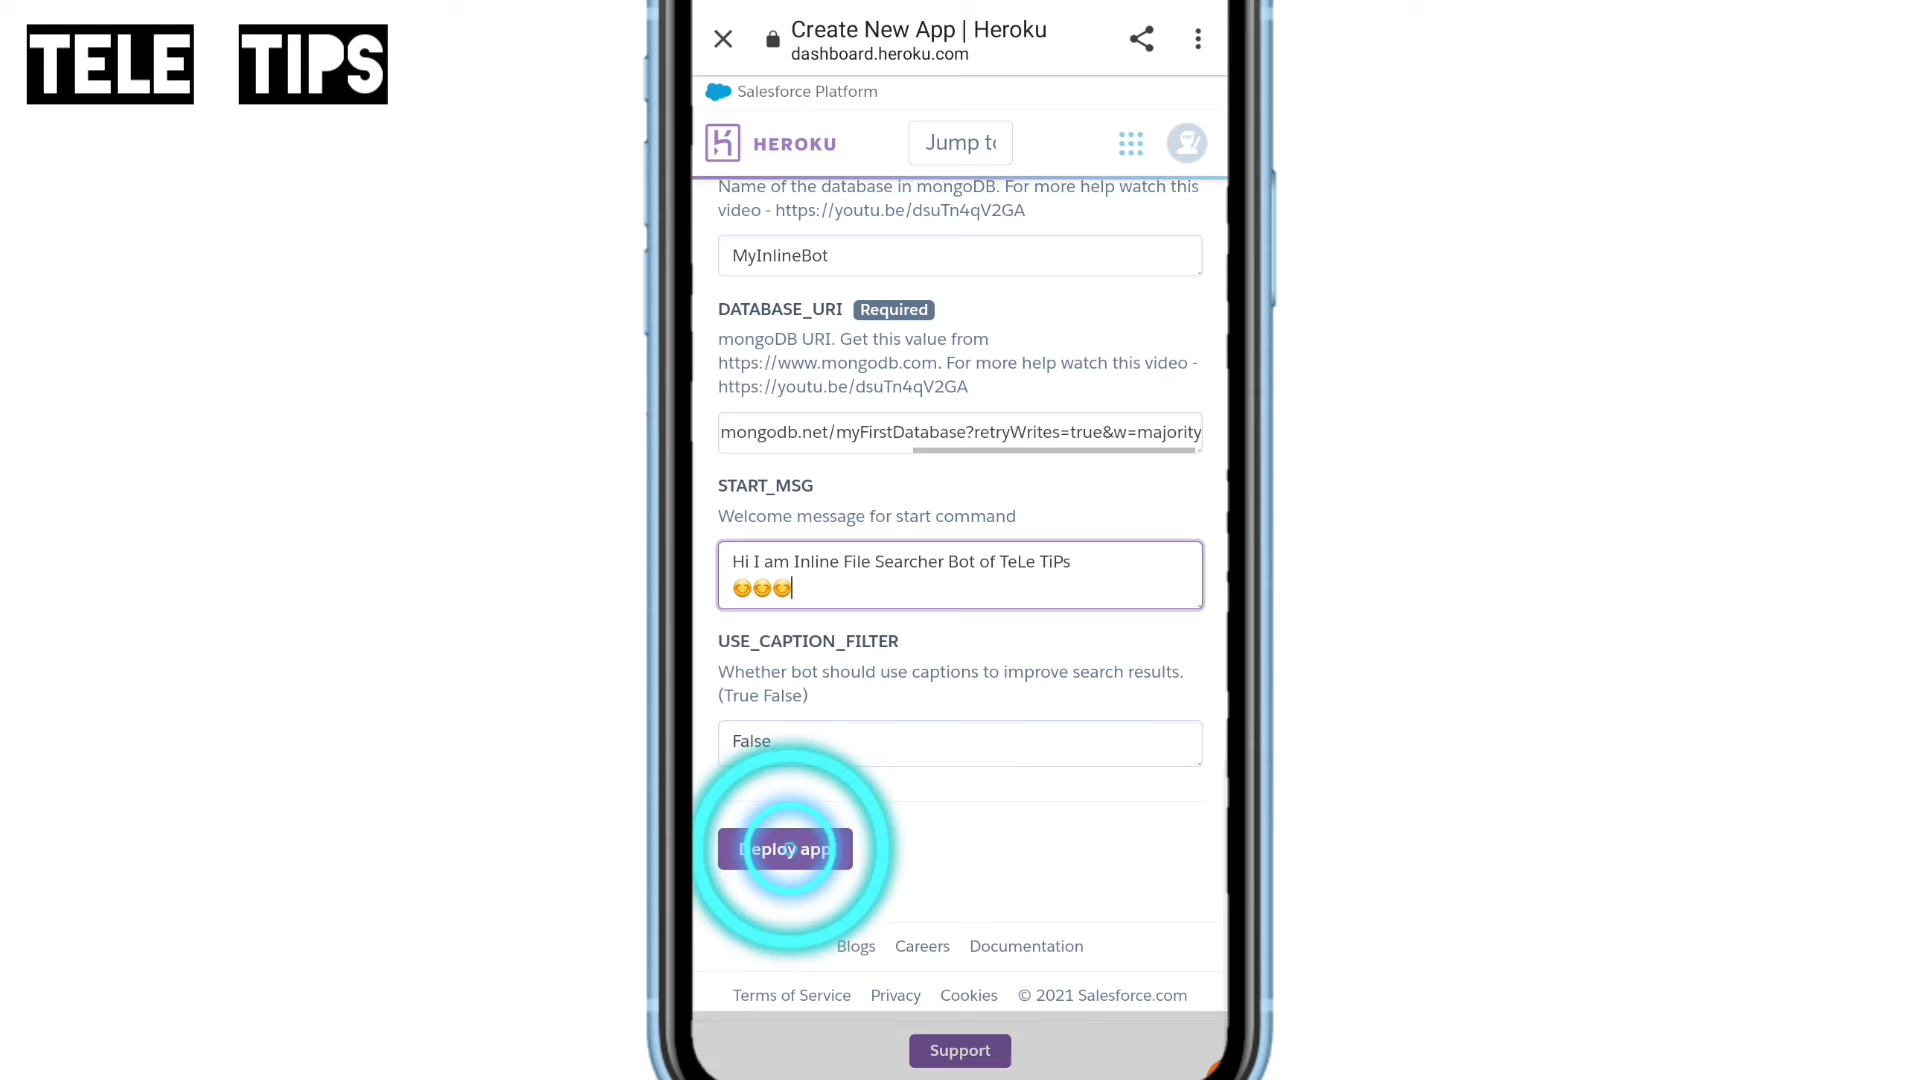 TELE TIPS
Create New App | Heroku
dashboard.heroku.com
Salesforce Platform
HEROKU
Jump to
Name of the database in mongoDB. For more help watch this
video - https://youtu.be/dsuTn4qV2GA
MyInlineBot
DATABASE_URI Required
mongoDB URI. Get this value from
https://www.mongodb.com. For more help watch this video -
https://youtu.be/dsuTn4qV2GA
mongodb.net/myFirstDatabase?retryWrites=true&w=majority
START_MSG
Welcome message for start command
Hi I am Inline File Searcher Bot of TeLe TiPs
😊😊😊
USE_CAPTION_FILTER
Whether bot should use captions to improve search results.
(True False)
False
Deploy app
Blogs Careers Documentation
Terms of Service Privacy Cookies © 2021 Salesforce.com
Support